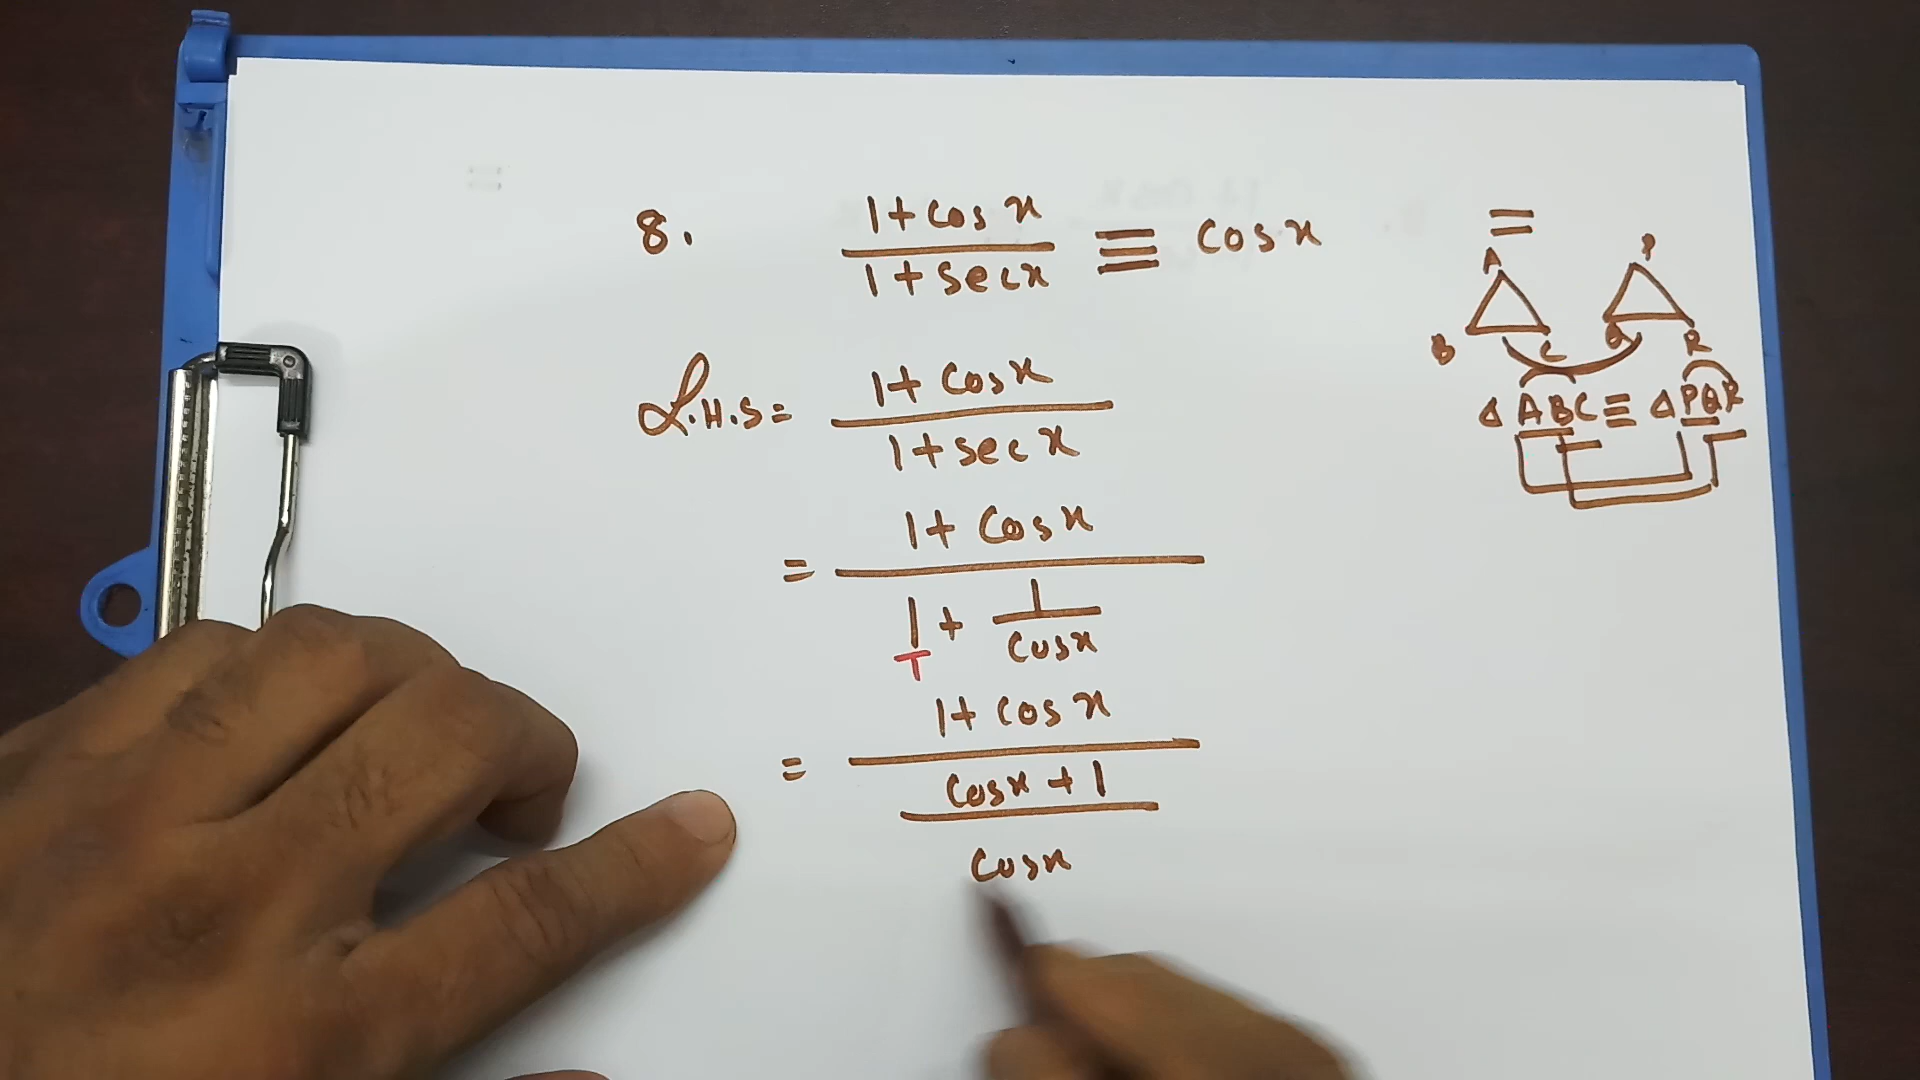 8. (1+cos x)/(1+sec x) ≡ cos x
L.H.S = (1+cos x)/(1+sec x)
= (1+cos x)/(1/1 + 1/cos x)
= (1+cos x)/((cos x+1)/cos x)
=
A P
B C Q R
Δ ABC ≡ Δ PQR